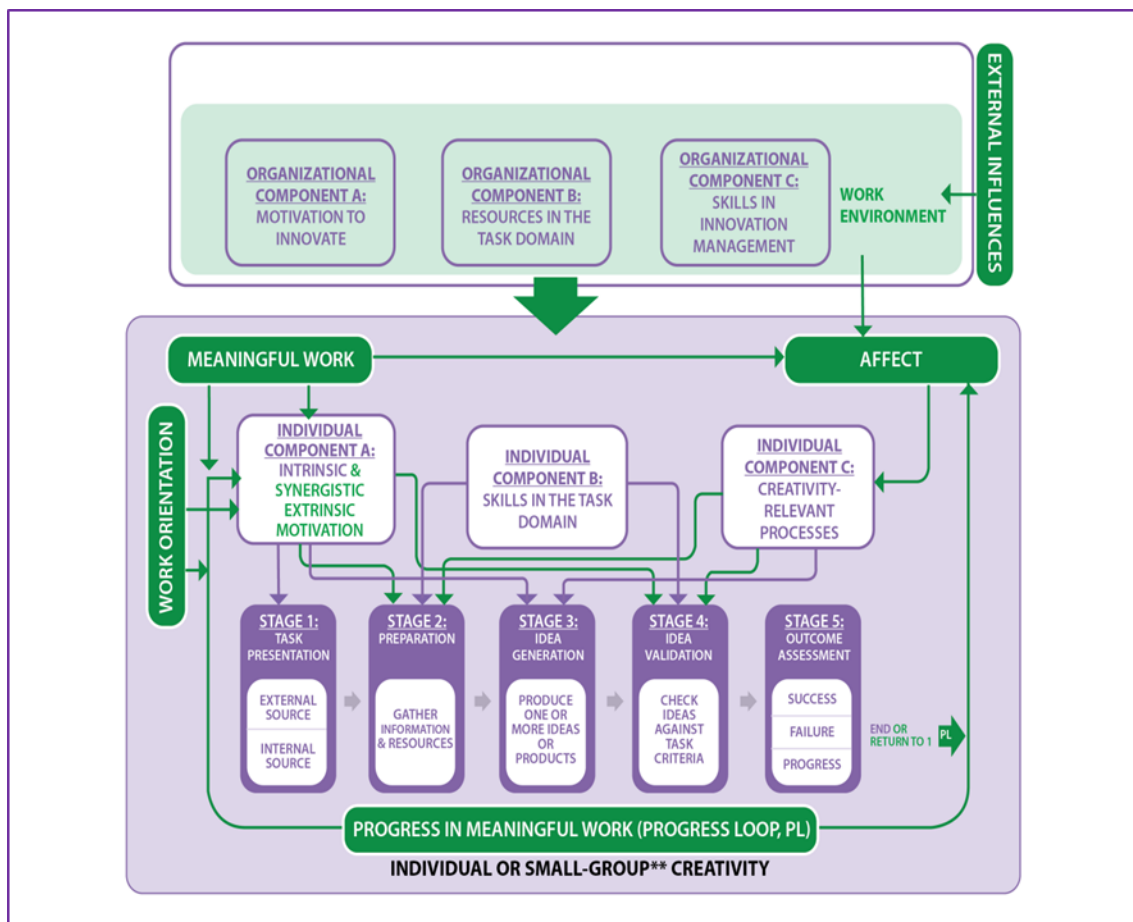 EXTERNAL INFLUENCES
ORGANIZATIONAL
COMPONENT A:
MOTIVATION TO
INNOVATE
ORGANIZATIONAL
COMPONENT B:
RESOURCES IN THE
TASK DOMAIN
ORGANIZATIONAL
COMPONENT C:
SKILLS IN
INNOVATION
MANAGEMENT
WORK
ENVIRONMENT
MEANINGFUL WORK
AFFECT
WORK ORIENTATION
INDIVIDUAL
COMPONENT A:
INTRINSIC &
SYNERGISTIC
EXTRINSIC
MOTIVATION
INDIVIDUAL
COMPONENT B:
SKILLS IN THE TASK
DOMAIN
INDIVIDUAL
COMPONENT C:
CREATIVITY-
RELEVANT
PROCESSES
STAGE 1:
TASK
PRESENTATION
EXTERNAL
SOURCE
INTERNAL
SOURCE
STAGE 2:
PREPARATION
GATHER
INFORMATION
& RESOURCES
STAGE 3:
IDEA
GENERATION
PRODUCE
ONE OR
MORE IDEAS
OR
PRODUCTS
STAGE 4:
IDEA
VALIDATION
CHECK
IDEAS
AGAINST
TASK
CRITERIA
STAGE 5:
OUTCOME
ASSESSMENT
SUCCESS
FAILURE
PROGRESS
END OR
RETURN TO 1
PL
PROGRESS IN MEANINGFUL WORK (PROGRESS LOOP, PL)
INDIVIDUAL OR SMALL-GROUP** CREATIVITY